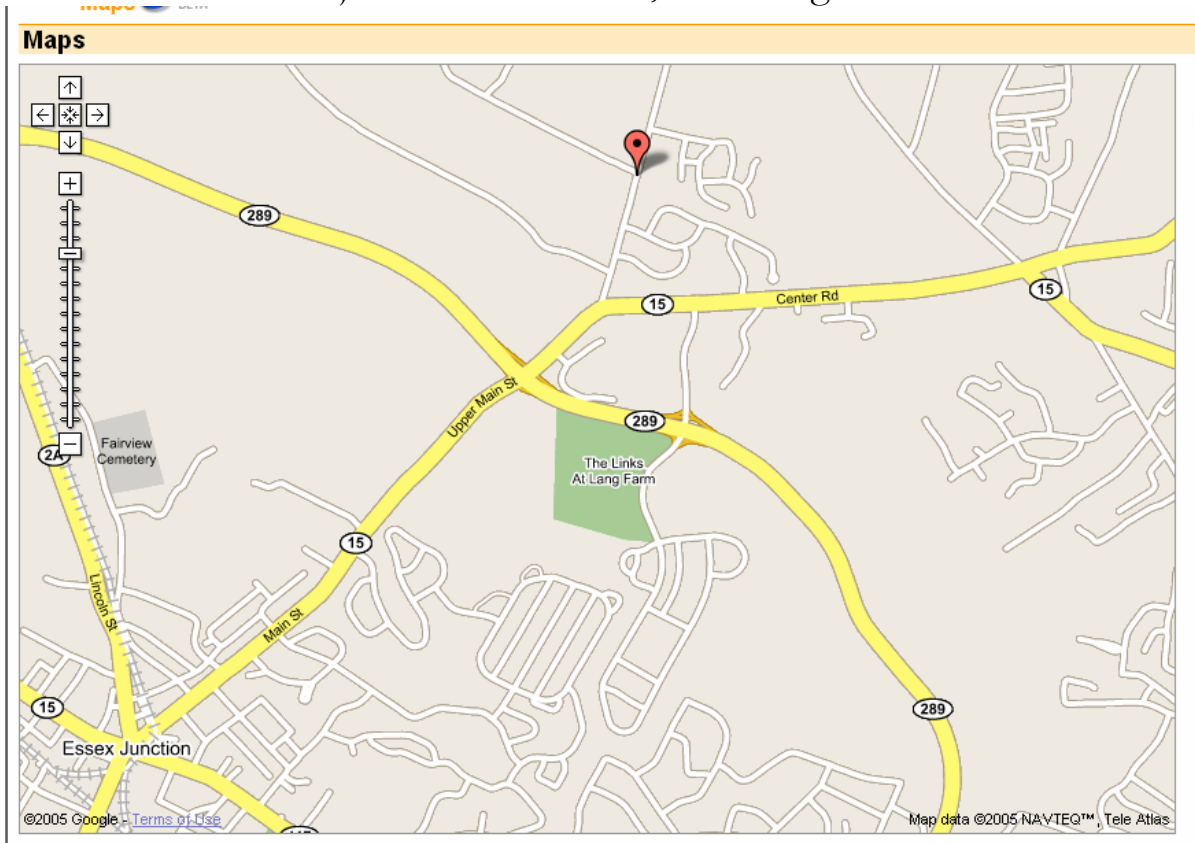 Maps BETA
Maps
289
15
Center Rd
15
Upper Main St
289
The Links
At Lang Farm
2A
Fairview
Cemetery
15
Lincoln St
Main St
15
289
Essex Junction
©2005 Google - Terms of Use
Map data ©2005 NAVTEQ™, Tele Atlas